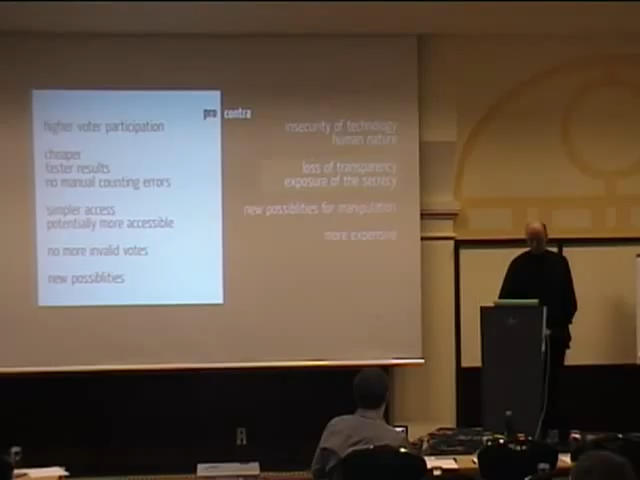 pro contra
higher voter participation
cheaper
faster results
no manual counting errors
simpler access
potentially more accessible
no more invalid votes
new possiblities
insecurity of technology
human nature
loss of transparency
exposure of the secrecy
new possiblities for manipulation
more expensive